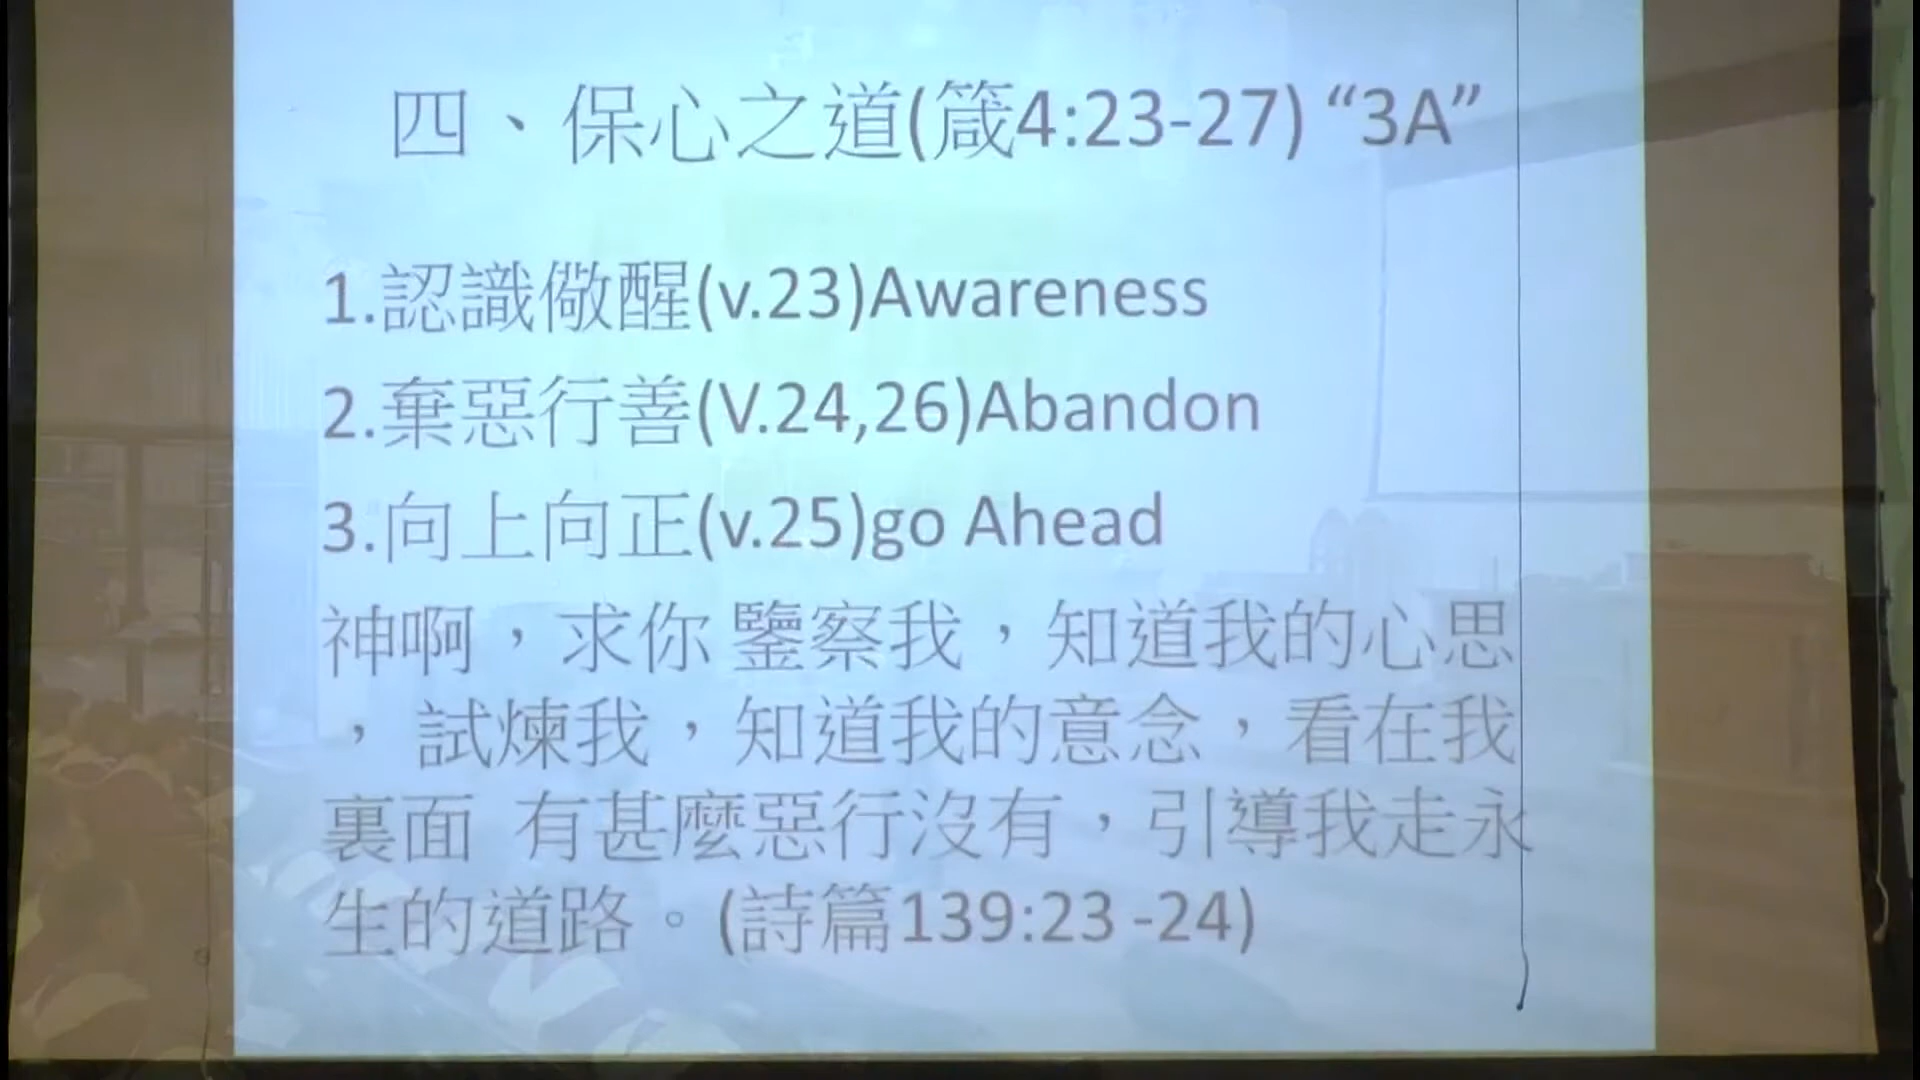 四、保心之道(箴4:23-27) “3A”
1.認識儆醒(v.23)Awareness
2.棄惡行善(V.24,26)Abandon
3.向上向正(v.25)go Ahead
神啊，求你 鑒察我，知道我的心思
， 試煉我，知道我的意念，看在我
裏面 有甚麼惡行沒有，引導我走永
生的道路。(詩篇139:23 -24)